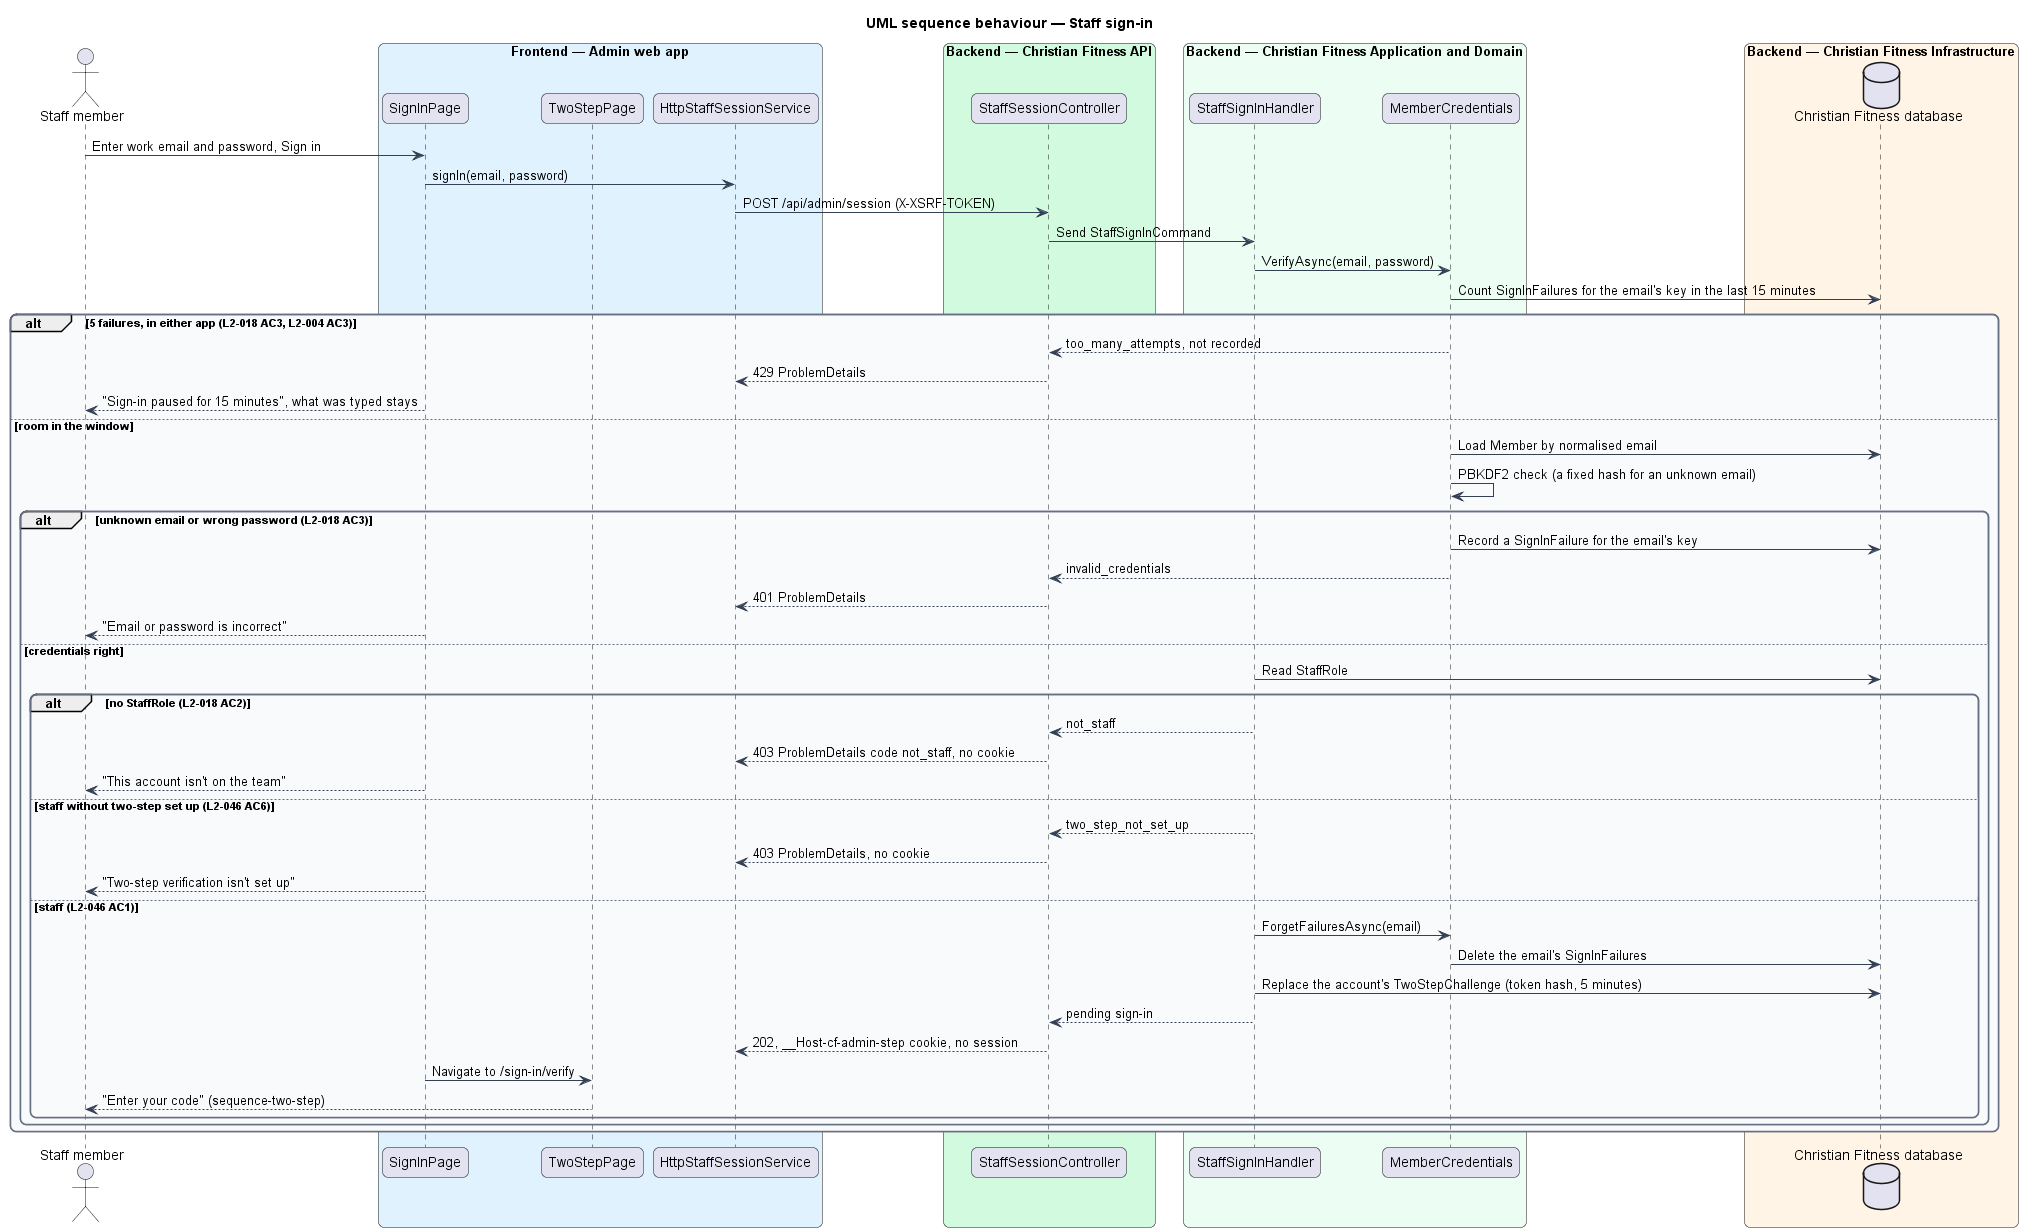 UML sequence behaviour — Staff sign-in
Frontend — Admin web app
Backend — Christian Fitness API
Backend — Christian Fitness Application and Domain
Backend — Christian Fitness Infrastructure
Staff member
SignInPage
TwoStepPage
HttpStaffSessionService
StaffSessionController
StaffSignInHandler
MemberCredentials
Christian Fitness database
Enter work email and password, Sign in
signIn(email, password)
POST /api/admin/session (X-XSRF-TOKEN)
Send StaffSignInCommand
VerifyAsync(email, password)
Count SignInFailures for the email's key in the last 15 minutes
alt
[5 failures, in either app (L2-018 AC3, L2-004 AC3)]
too_many_attempts, not recorded
429 ProblemDetails
"Sign-in paused for 15 minutes", what was typed stays
[room in the window]
Load Member by normalised email
PBKDF2 check (a fixed hash for an unknown email)
alt
[unknown email or wrong password (L2-018 AC3)]
Record a SignInFailure for the email's key
invalid_credentials
401 ProblemDetails
"Email or password is incorrect"
[credentials right]
Read StaffRole
alt
[no StaffRole (L2-018 AC2)]
not_staff
403 ProblemDetails code not_staff, no cookie
"This account isn't on the team"
[staff without two-step set up (L2-046 AC6)]
two_step_not_set_up
403 ProblemDetails, no cookie
"Two-step verification isn't set up"
[staff (L2-046 AC1)]
ForgetFailuresAsync(email)
Delete the email's SignInFailures
Replace the account's TwoStepChallenge (token hash, 5 minutes)
pending sign-in
202, __Host-cf-admin-step cookie, no session
Navigate to /sign-in/verify
"Enter your code" (sequence-two-step)
Staff member
SignInPage
TwoStepPage
HttpStaffSessionService
StaffSessionController
StaffSignInHandler
MemberCredentials
Christian Fitness database